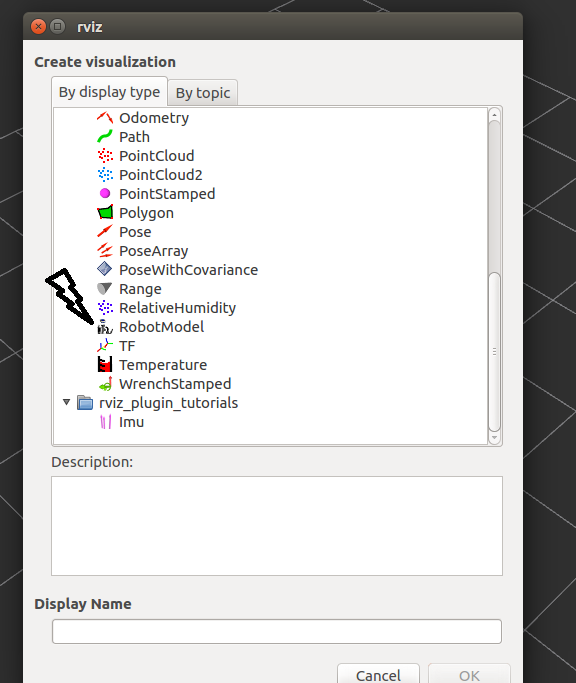 rviz
Create visualization
By display type By topic
Odometry
Path
PointCloud
PointCloud2
PointStamped
Polygon
Pose
PoseArray
PoseWithCovariance
Range
RelativeHumidity
RobotModel
TF
Temperature
WrenchStamped
rviz_plugin_tutorials
Imu
Description:
Display Name
Cancel OK